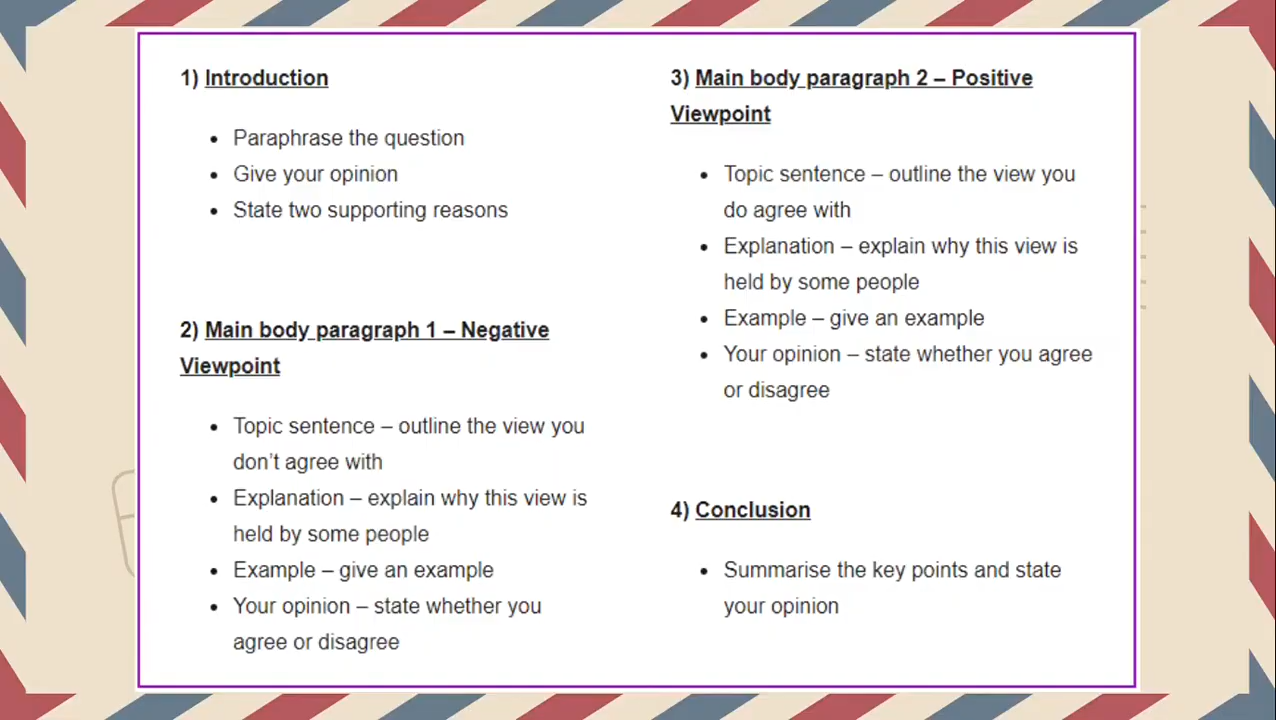 1) Introduction
Paraphrase the question
Give your opinion
State two supporting reasons
2) Main body paragraph 1 – Negative
Viewpoint
Topic sentence – outline the view you
don’t agree with
Explanation – explain why this view is
held by some people
Example – give an example
Your opinion – state whether you
agree or disagree
3) Main body paragraph 2 – Positive
Viewpoint
Topic sentence – outline the view you
do agree with
Explanation – explain why this view is
held by some people
Example – give an example
Your opinion – state whether you agree
or disagree
4) Conclusion
Summarise the key points and state
your opinion